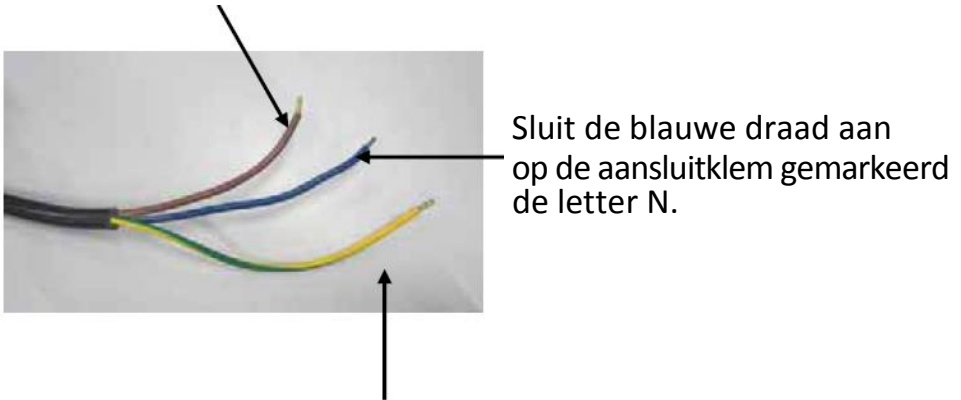 Sluit de blauwe draad aan
op de aansluitklem gemarkeerd
de letter N.